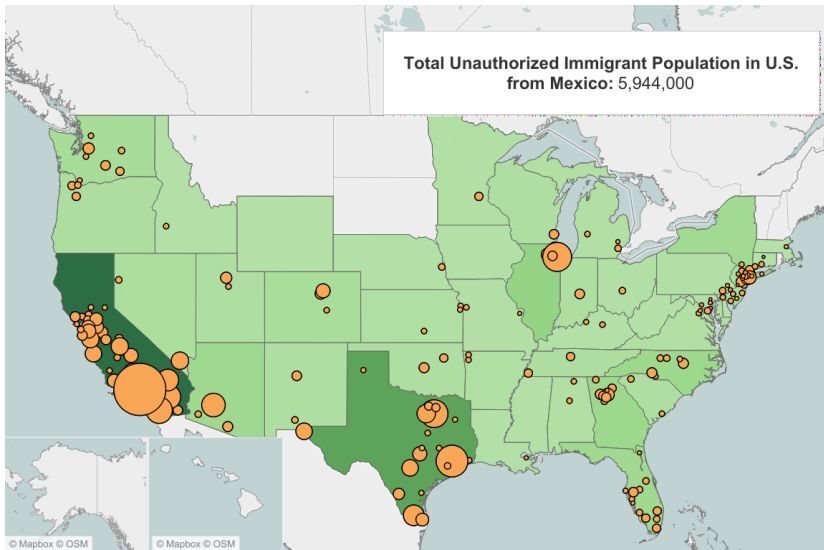 Total Unauthorized Immigrant Population in U.S.
from Mexico: 5,944,000
© Mapbox © OSM
© Mapbox © OSM